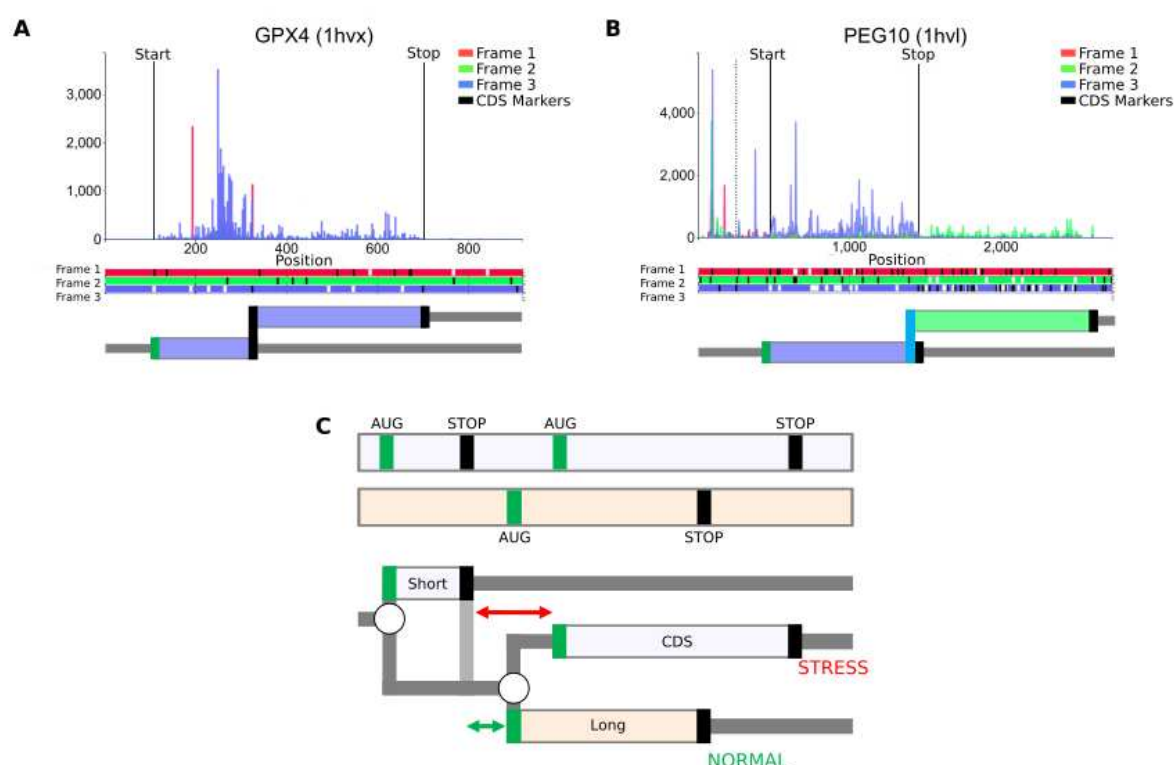 A
GPX4 (1hvx)
Start
Stop
Frame 1
Frame 2
Frame 3
CDS Markers
3,000
2,000
1,000
0
200
400
600
800
Position
Frame 1
Frame 2
Frame 3
B
PEG10 (1hvl)
Start
Stop
Frame 1
Frame 2
Frame 3
CDS Markers
4,000
2,000
0
1,000
2,000
Position
Frame 1
Frame 2
Frame 3
C
AUG STOP AUG STOP
AUG STOP
Short
CDS
STRESS
Long
NORMAL